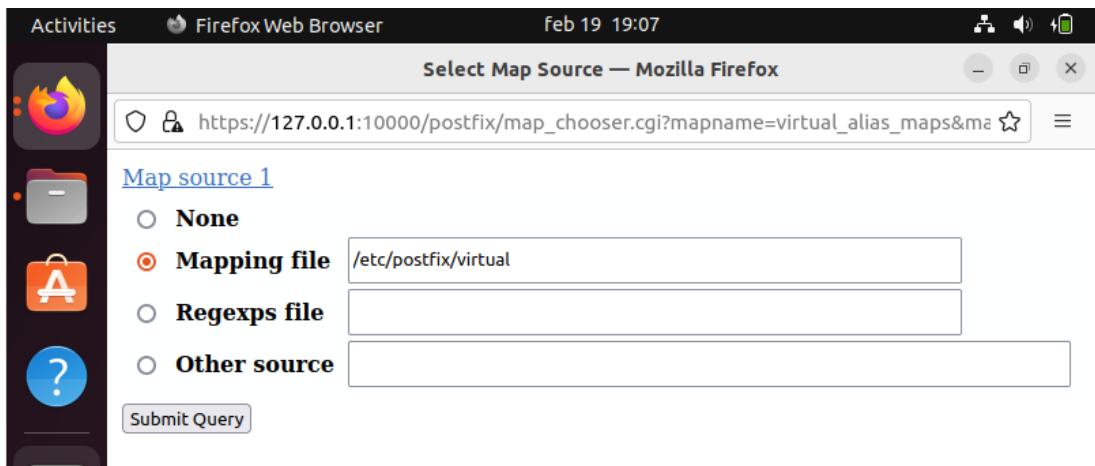 Activities Firefox Web Browser feb 19 19:07
Select Map Source — Mozilla Firefox
https://127.0.0.1:10000/postfix/map_chooser.cgi?mapname=virtual_alias_maps&ma
Map source 1
None
Mapping file /etc/postfix/virtual
Regexps file
Other source
Submit Query